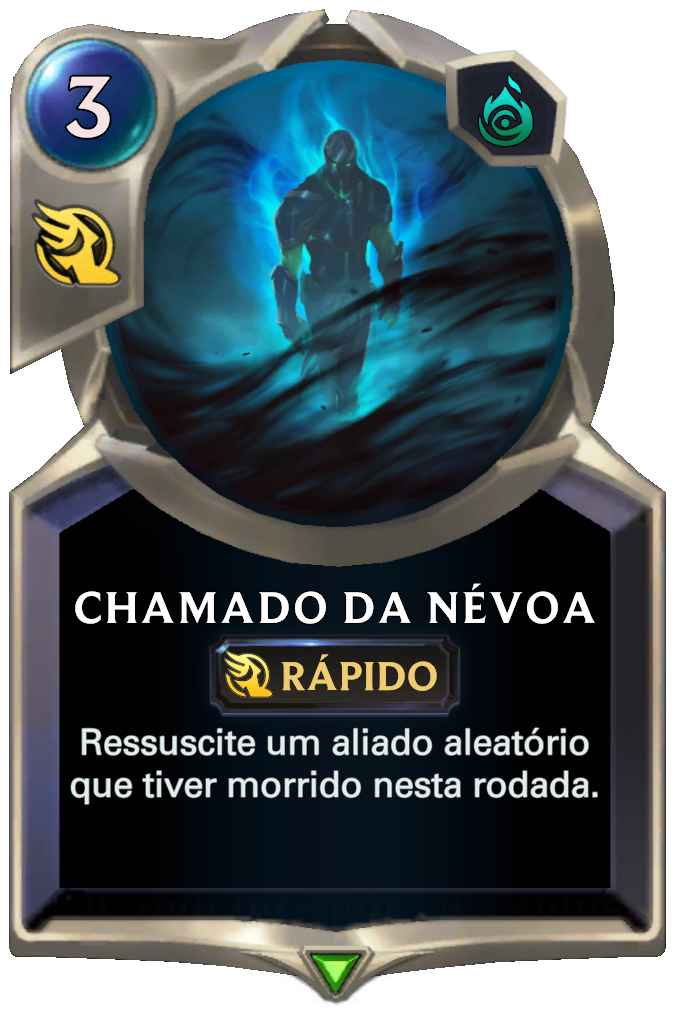 3
CHAMADO DA NÉVOA
RÁPIDO
Ressuscite um aliado aleatório
que tiver morrido nesta rodada.